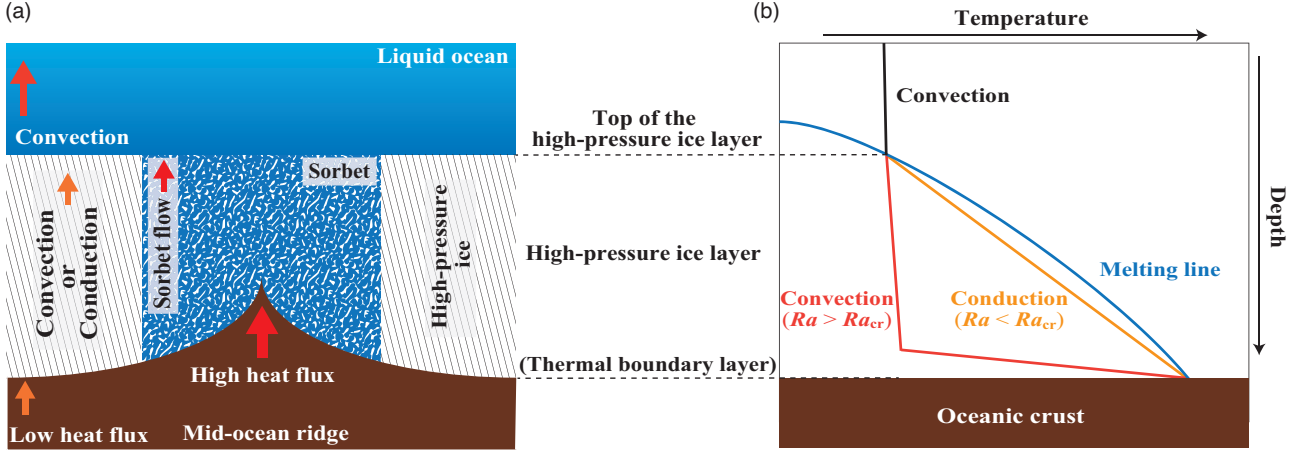 (a)
Liquid ocean
Convection
Sorbet
Sorbet flow
Convection
or
Conduction
High-pressure
ice
High heat flux
Low heat flux
Mid-ocean ridge
Top of the
high-pressure ice layer
High-pressure ice layer
(Thermal boundary layer)
(b)
Temperature
Convection
Depth
Melting line
Convection
(Ra > Racr)
Conduction
(Ra < Racr)
Oceanic crust